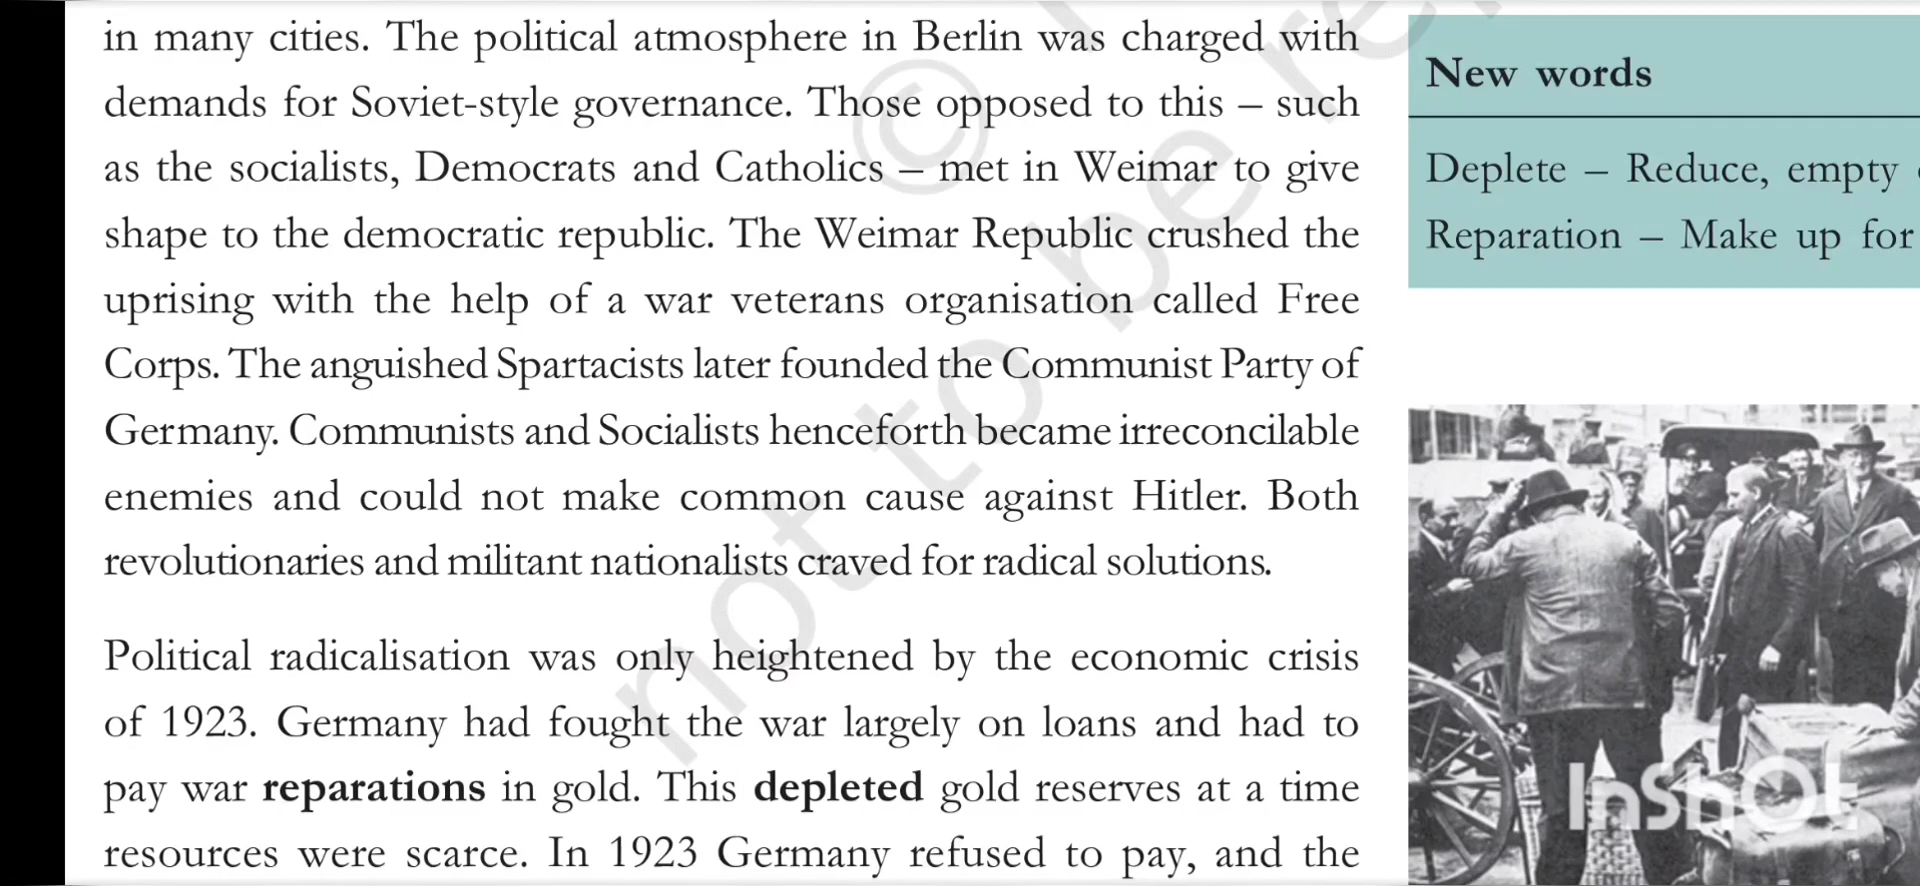 in many cities. The political atmosphere in Berlin was charged with
demands for Soviet-style governance. Those opposed to this – such
as the socialists, Democrats and Catholics – met in Weimar to give
shape to the democratic republic. The Weimar Republic crushed the
uprising with the help of a war veterans organisation called Free
Corps. The anguished Spartacists later founded the Communist Party of
Germany. Communists and Socialists henceforth became irreconcilable
enemies and could not make common cause against Hitler. Both
revolutionaries and militant nationalists craved for radical solutions.
Political radicalisation was only heightened by the economic crisis
of 1923. Germany had fought the war largely on loans and had to
pay war reparations in gold. This depleted gold reserves at a time
resources were scarce. In 1923 Germany refused to pay, and the
New words
Deplete – Reduce, empty
Reparation – Make up for
©
not to be
InShOt